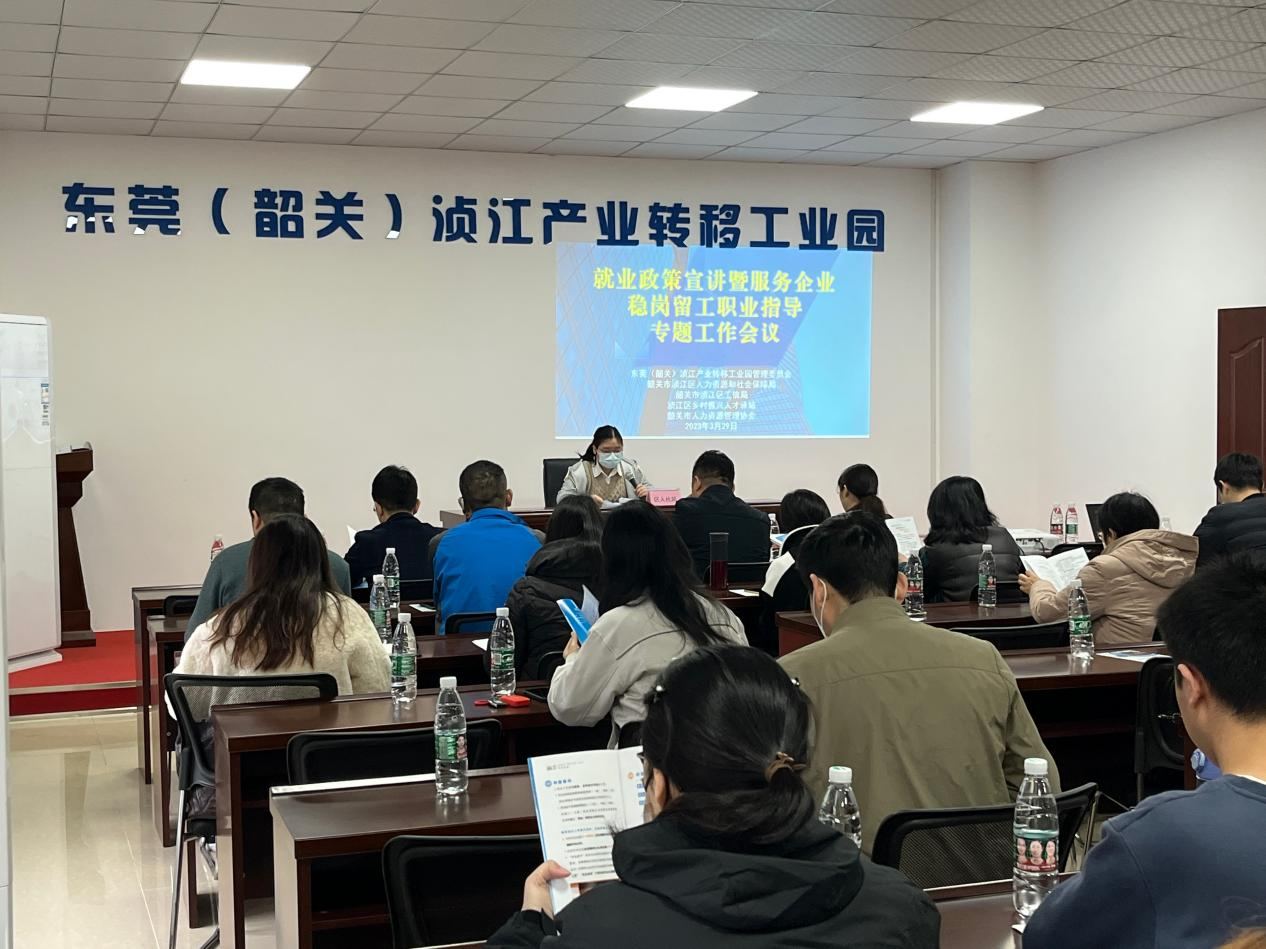 东莞（韶关）浈江产业转移工业园
就业政策宣讲暨服务企业
稳岗留工职业指导
专题工作会议
东莞（韶关）浈江产业转移工业园管理委员会
韶关市浈江区人力资源和社会保障局
韶关市浈江区工信局
浈江区乡村振兴人才驿站
韶关市人力资源管理协会
2023年3月29日
区人社局